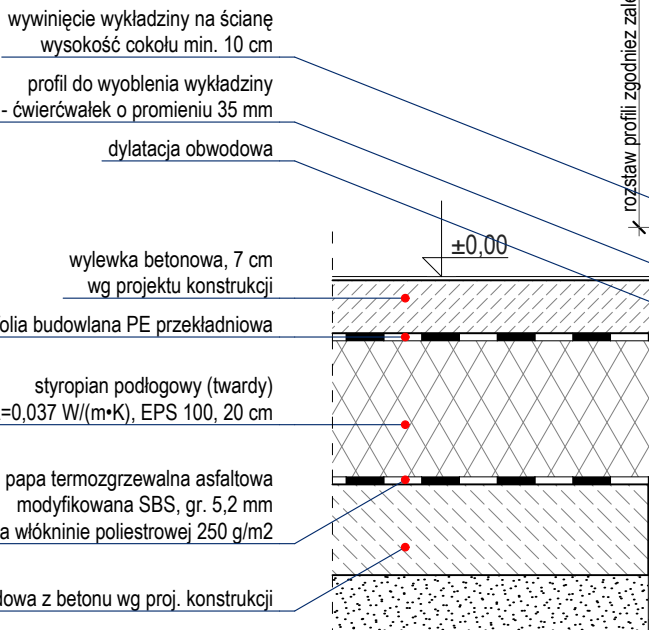 wywinięcie wykładziny na ścianę
wysokość cokołu min. 10 cm
profil do wyoblenia wykładziny
- ćwierćwałek o promieniu 35 mm
dylatacja obwodowa
rozstaw profili zgodniez zale
±0,00
wylewka betonowa, 7 cm
wg projektu konstrukcji
olia budowlana PE przekładniowa
styropian podłogowy (twardy)
=0,037 W/(m•K), EPS 100, 20 cm
papa termozgrzewalna asfaltowa
modyfikowana SBS, gr. 5,2 mm
a włókninie poliestrowej 250 g/m2
dowa z betonu wg proj. konstrukcji